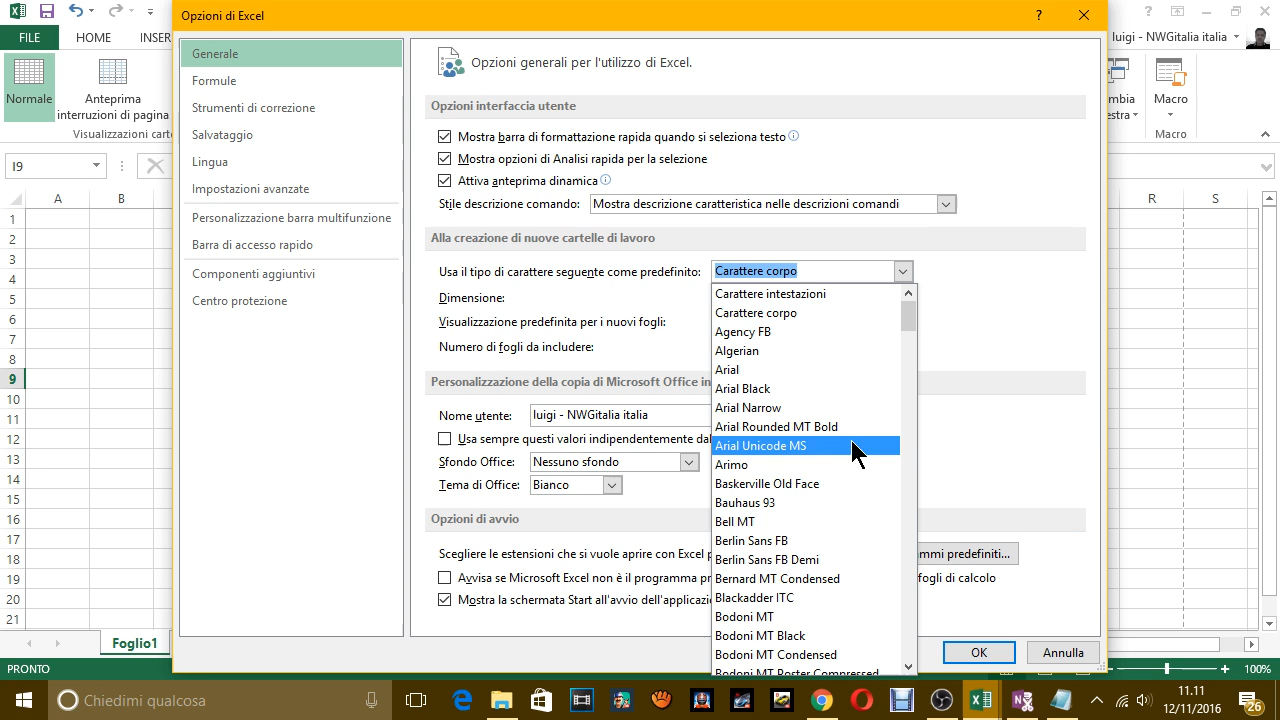 Opzioni di Excel
?
FILE
HOME
INSER
luigi - NWGitalia italia
Normale
Anteprima
interruzioni di pagina
Visualizzazioni cart
mbia
estra
Macro
Macro
I9
Generale
Formule
Strumenti di correzione
Salvataggio
Lingua
Impostazioni avanzate
Personalizzazione barra multifunzione
Barra di accesso rapido
Componenti aggiuntivi
Centro protezione
Opzioni generali per l'utilizzo di Excel.
Opzioni interfaccia utente
Mostra barra di formattazione rapida quando si seleziona testo
Mostra opzioni di Analisi rapida per la selezione
Attiva anteprima dinamica
Stile descrizione comando: Mostra descrizione caratteristica nelle descrizioni comandi
Alla creazione di nuove cartelle di lavoro
Usa il tipo di carattere seguente come predefinito: Carattere corpo
Dimensione:
Visualizzazione predefinita per i nuovi fogli:
Numero di fogli da includere:
Carattere intestazioni
Carattere corpo
Agency FB
Algerian
Arial
Arial Black
Arial Narrow
Arial Rounded MT Bold
Arial Unicode MS
Arimo
Baskerville Old Face
Bauhaus 93
Bell MT
Berlin Sans FB
Berlin Sans FB Demi
Bernard MT Condensed
Blackadder ITC
Bodoni MT
Bodoni MT Black
Bodoni MT Condensed
Bodoni MT Poster Compressed
Personalizzazione della copia di Microsoft Office in
Nome utente: luigi - NWGitalia italia
Usa sempre questi valori indipendentemente dal
Sfondo Office: Nessuno sfondo
Tema di Office: Bianco
Opzioni di avvio
Scegliere le estensioni che si vuole aprire con Excel p
mmi predefiniti...
Avvisa se Microsoft Excel non è il programma pr
fogli di calcolo
Mostra la schermata Start all'avvio dell'applicazi
OK
Annulla
A B R S
1
2
3
4
5
6
7
8
9
10
11
12
13
14
15
16
17
18
19
20
21
Foglio1
PRONTO
100%
Chiedimi qualcosa
11.11
12/11/2016
26